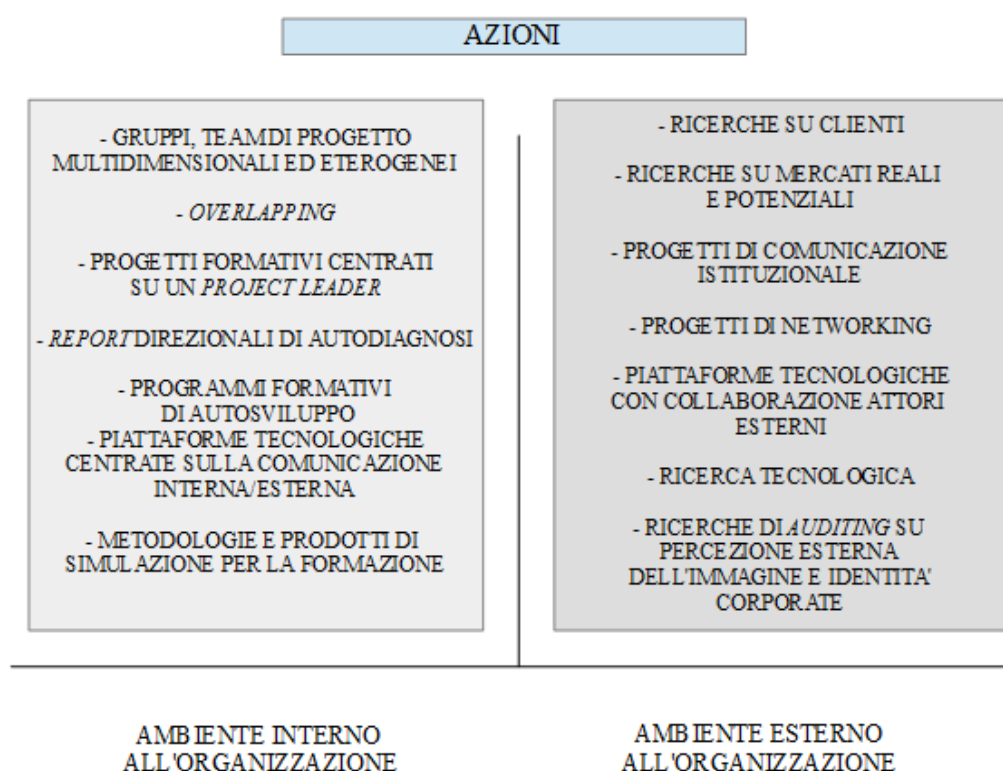 AZIONI
- GRUPPI, TEAM DI PROGETTO
MULTIDIMENSIONALI ED ETEROGENEI
- OVERLAPPING
- PROGETTI FORMATIVI CENTRATI
SU UN PROJECT LEADER
- REPORT DIREZIONALI DI AUTODIAGNOSI
- PROGRAMMI FORMATIVI
DI AUTOSVILUPPO
- PIATTAFORME TECNOLOGICHE
CENTRATE SULLA COMUNICAZIONE
INTERNA/ESTERNA
- METODOLOGIE E PRODOTTI DI
SIMULAZIONE PER LA FORMAZIONE
- RICERCHE SU CLIENTI
- RICERCHE SU MERCATI REALI
E POTENZIALI
- PROGETTI DI COMUNICAZIONE
ISTITUZIONALE
- PROGETTI DI NETWORKING
- PIATTAFORME TECNOLOGICHE
CON COLLABORAZIONE ATTORI
ESTERNI
- RICERCA TECNOLOGICA
- RICERCHE DI AUDITING SU
PERCEZIONE ESTERNA
DELL'IMMAGINE E IDENTITA'
CORPORATE
AMBIENTE INTERNO
ALL'ORGANIZZAZIONE
AMBIENTE ESTERNO
ALL'ORGANIZZAZIONE